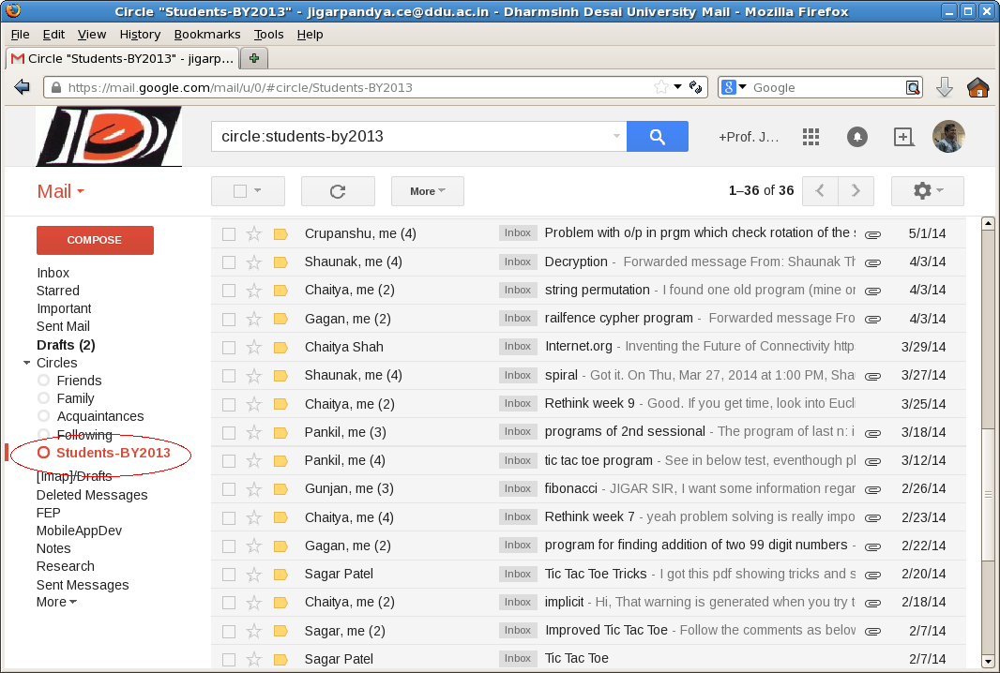 Circle "Students-BY2013" - jigarpandya.ce@ddu.ac.in - Dharmsinh Desai University Mail - Mozilla Firefox
File Edit View History Bookmarks Tools Help
Circle "Students-BY2013" - jigarp...
https://mail.google.com/mail/u/0/#circle/Students-BY2013 Google
circle:students-by2013 +Prof. J...
Mail More 1–36 of 36
COMPOSE
Inbox
Starred
Important
Sent Mail
Drafts (2)
Circles
Friends
Family
Acquaintances
Following
Students-BY2013
[Imap]/Drafts
Deleted Messages
FEP
MobileAppDev
Notes
Research
Sent Messages
More
Crupanshu, me (4) Inbox Problem with o/p in prgm which check rotation of the 5/1/14
Shaunak, me (4) Inbox Decryption - Forwarded message From: Shaunak Th 4/3/14
Chaitya, me (2) Inbox string permutation - I found one old program (mine or 4/3/14
Gagan, me (2) Inbox railfence cypher program - Forwarded message Fro 4/3/14
Chaitya Shah Inbox Internet.org - Inventing the Future of Connectivity http 3/29/14
Shaunak, me (4) Inbox spiral - Got it. On Thu, Mar 27, 2014 at 1:00 PM, Shau 3/27/14
Chaitya, me (2) Inbox Rethink week 9 - Good. If you get time, look into Eucli 3/25/14
Pankil, me (3) Inbox programs of 2nd sessional - The program of last n: i 3/18/14
Pankil, me (4) Inbox tic tac toe program - See in below test, eventhough pl 3/12/14
Gunjan, me (3) Inbox fibonacci - JIGAR SIR, I want some information regar 2/26/14
Chaitya, me (4) Inbox Rethink week 7 - yeah problem solving is really impo 2/23/14
Gagan, me (2) Inbox program for finding addition of two 99 digit numbers - 2/22/14
Sagar Patel Inbox Tic Tac Toe Tricks - I got this pdf showing tricks and s 2/20/14
Chaitya, me (2) Inbox implicit - Hi, That warning is generated when you try t 2/18/14
Sagar, me (2) Inbox Improved Tic Tac Toe - Follow the comments as below 2/7/14
Sagar Patel Inbox Tic Tac Toe 2/7/14